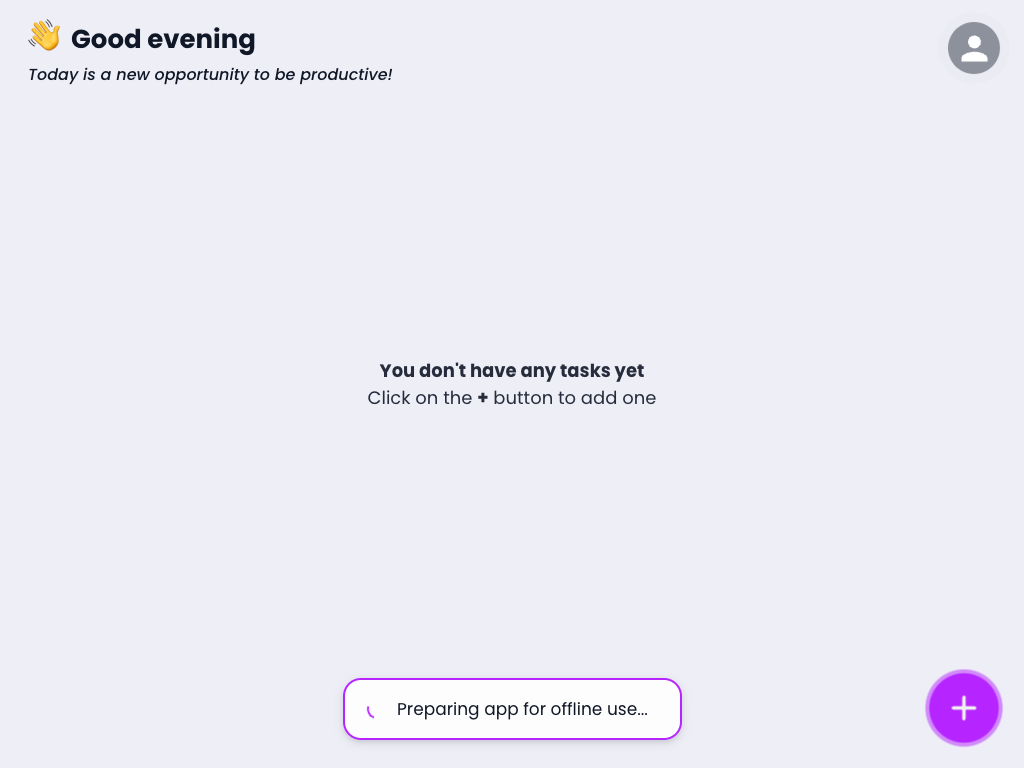 👋 Good evening
Today is a new opportunity to be productive!
You don't have any tasks yet
Click on the + button to add one
Preparing app for offline use...